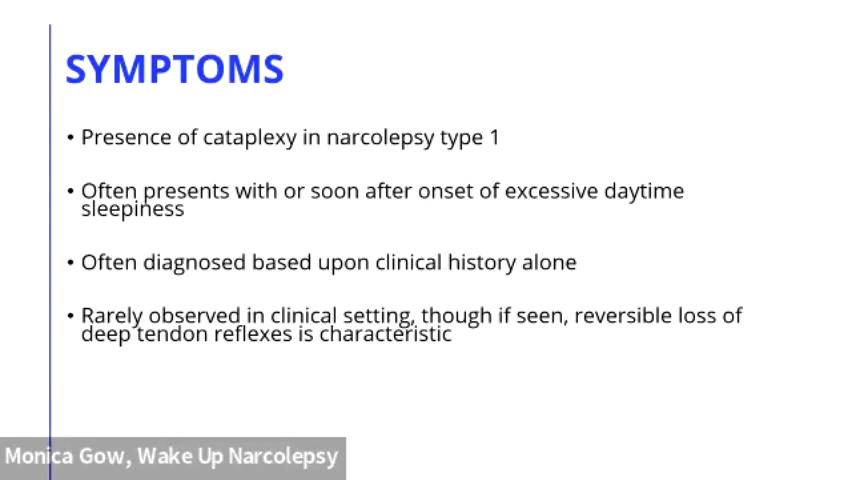 SYMPTOMS
• Presence of cataplexy in narcolepsy type 1
• Often presents with or soon after onset of excessive daytime
sleepiness
• Often diagnosed based upon clinical history alone
• Rarely observed in clinical setting, though if seen, reversible loss of
deep tendon reflexes is characteristic
Monica Gow, Wake Up Narcolepsy